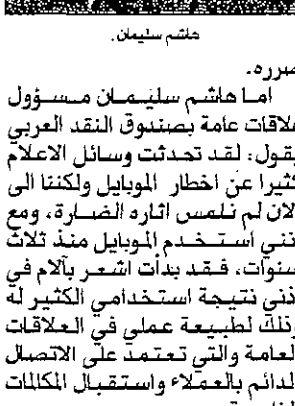 هاشم سليمان.
ضرره.
اما هاشم سليمان مسؤول
علاقات عامة بصندوق النقد العربي
يقول: لقد تحدثت وسائل الاعلام
كثيرا عن اخطار الموبايل ولكننا الى
الان لم نلمس اثاره الضارة، ومع
انني استخدم الموبايل منذ ثلاث
سنوات، فقد بدأت اشعر بآلام في
اذني نتيجة استخدامي الكثير له
وذلك لطبيعة عملي في العلاقات
العامة والتي تعتمد على الاتصال
الدائم بالعملاء واستقبال المكالمات